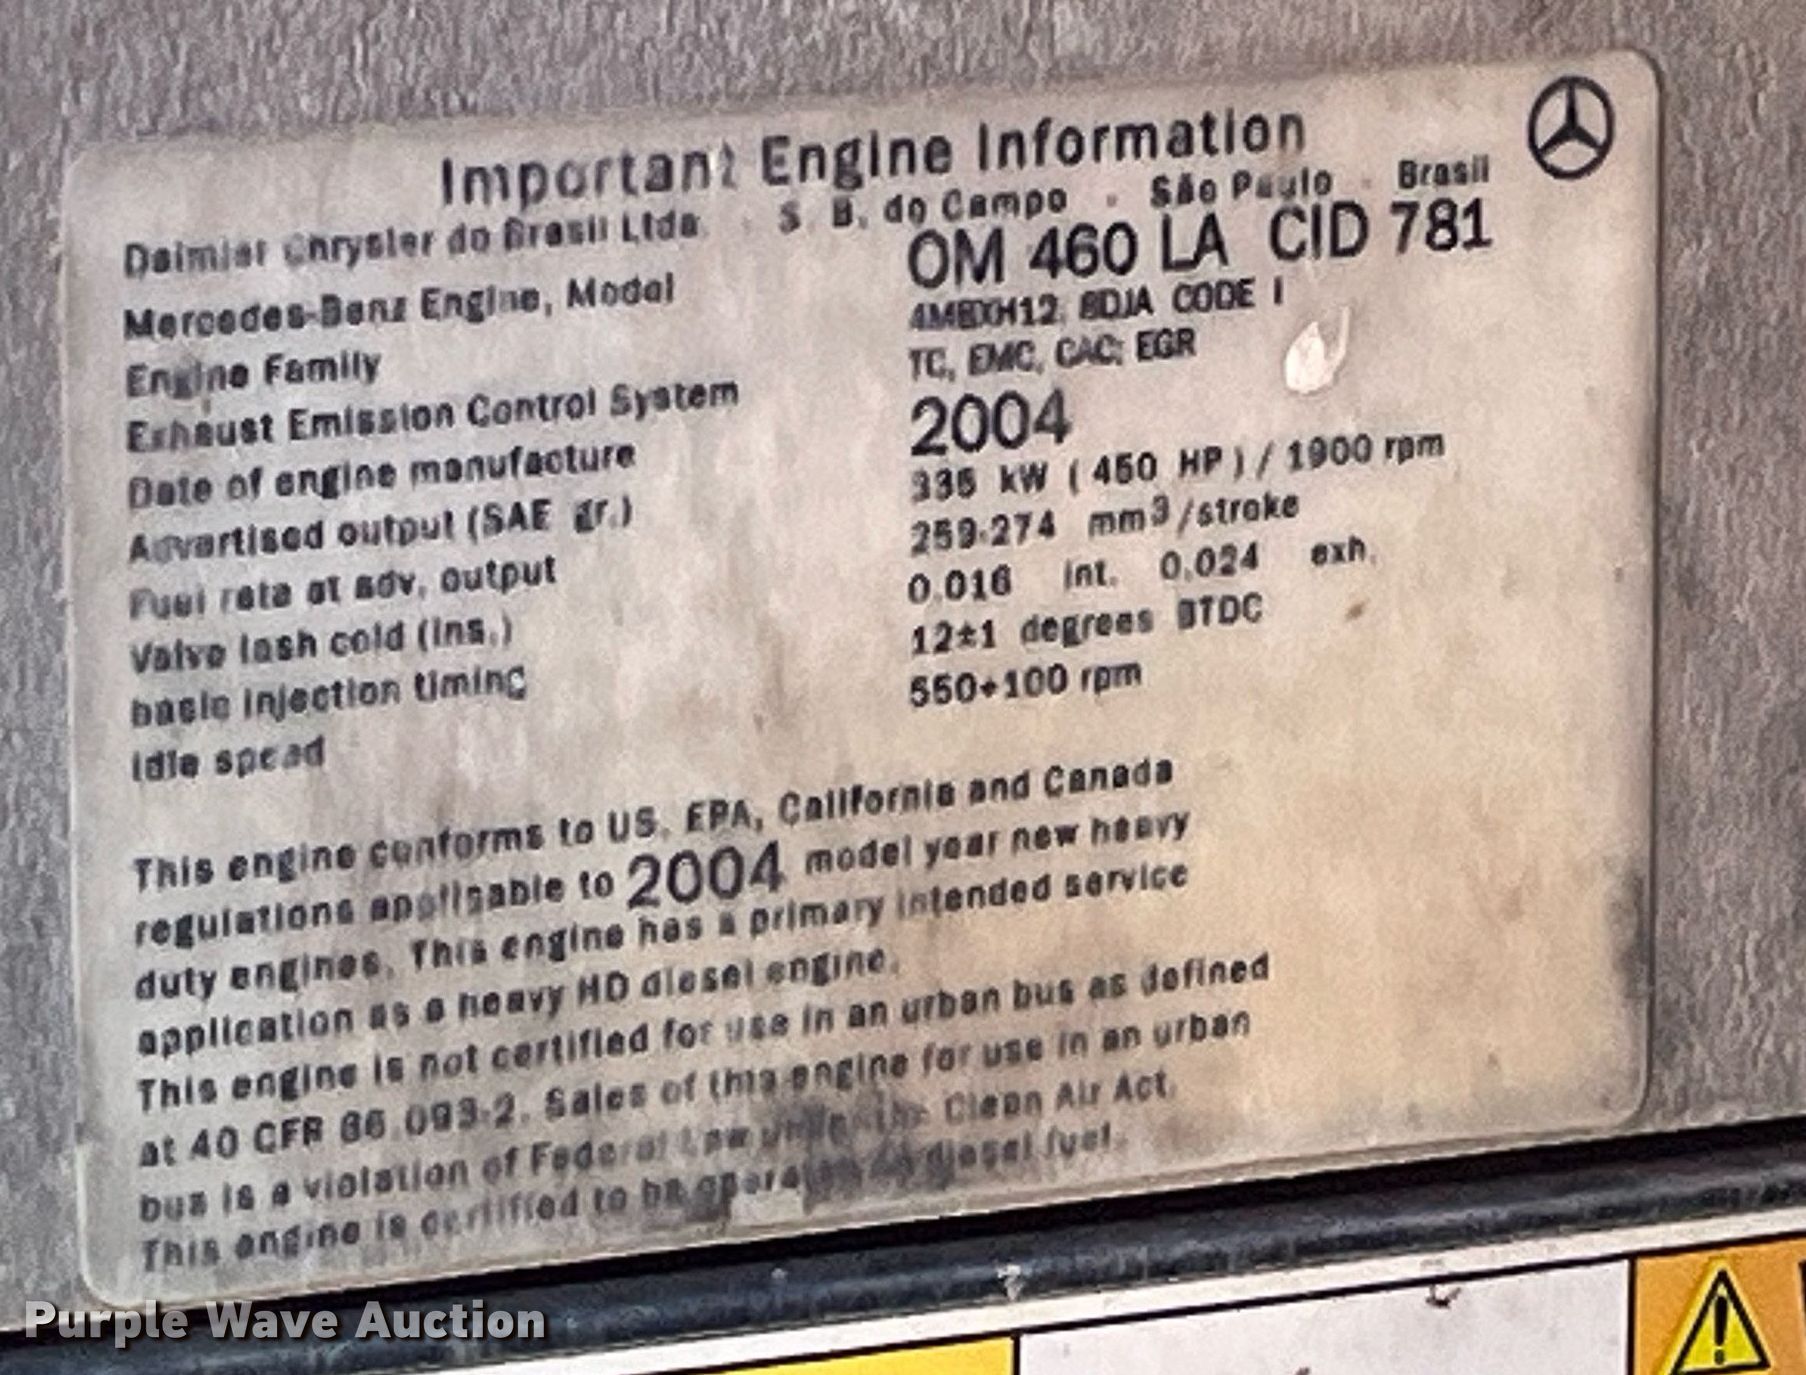 Important Engine Information
Daimler Chrysler do Brasil Ltda. S. B. do Campo - São Paulo - Brasil
Mercedes-Benz Engine, Model OM 460 LA CID 781
Engine Family 4MBXH12. 8DJA CODE I
Exhaust Emission Control System TC, EMC, CAC, EGR
Date of engine manufacture 2004
Advertised output (SAE gr.) 335 kW ( 450 HP ) / 1900 rpm
Fuel rate at adv. output 259-274 mm³/stroke
Valve lash cold (ins.) 0.016 int. 0.024 exh.
basic injection timing 12±1 degrees BTDC
Idle speed 550+100 rpm
This engine conforms to US. EPA, California and Canada
regulations applicable to 2004 model year new heavy
duty engines. This engine has a primary intended service
application as a heavy HD diesel engine.
This engine is not certified for use in an urban bus as defined
at 40 CFR 86.093-2. Sales of this engine for use in an urban
bus is a violation of Federal Law under the Clean Air Act.
This engine is certified to be operated on diesel fuel.
Purple Wave Auction